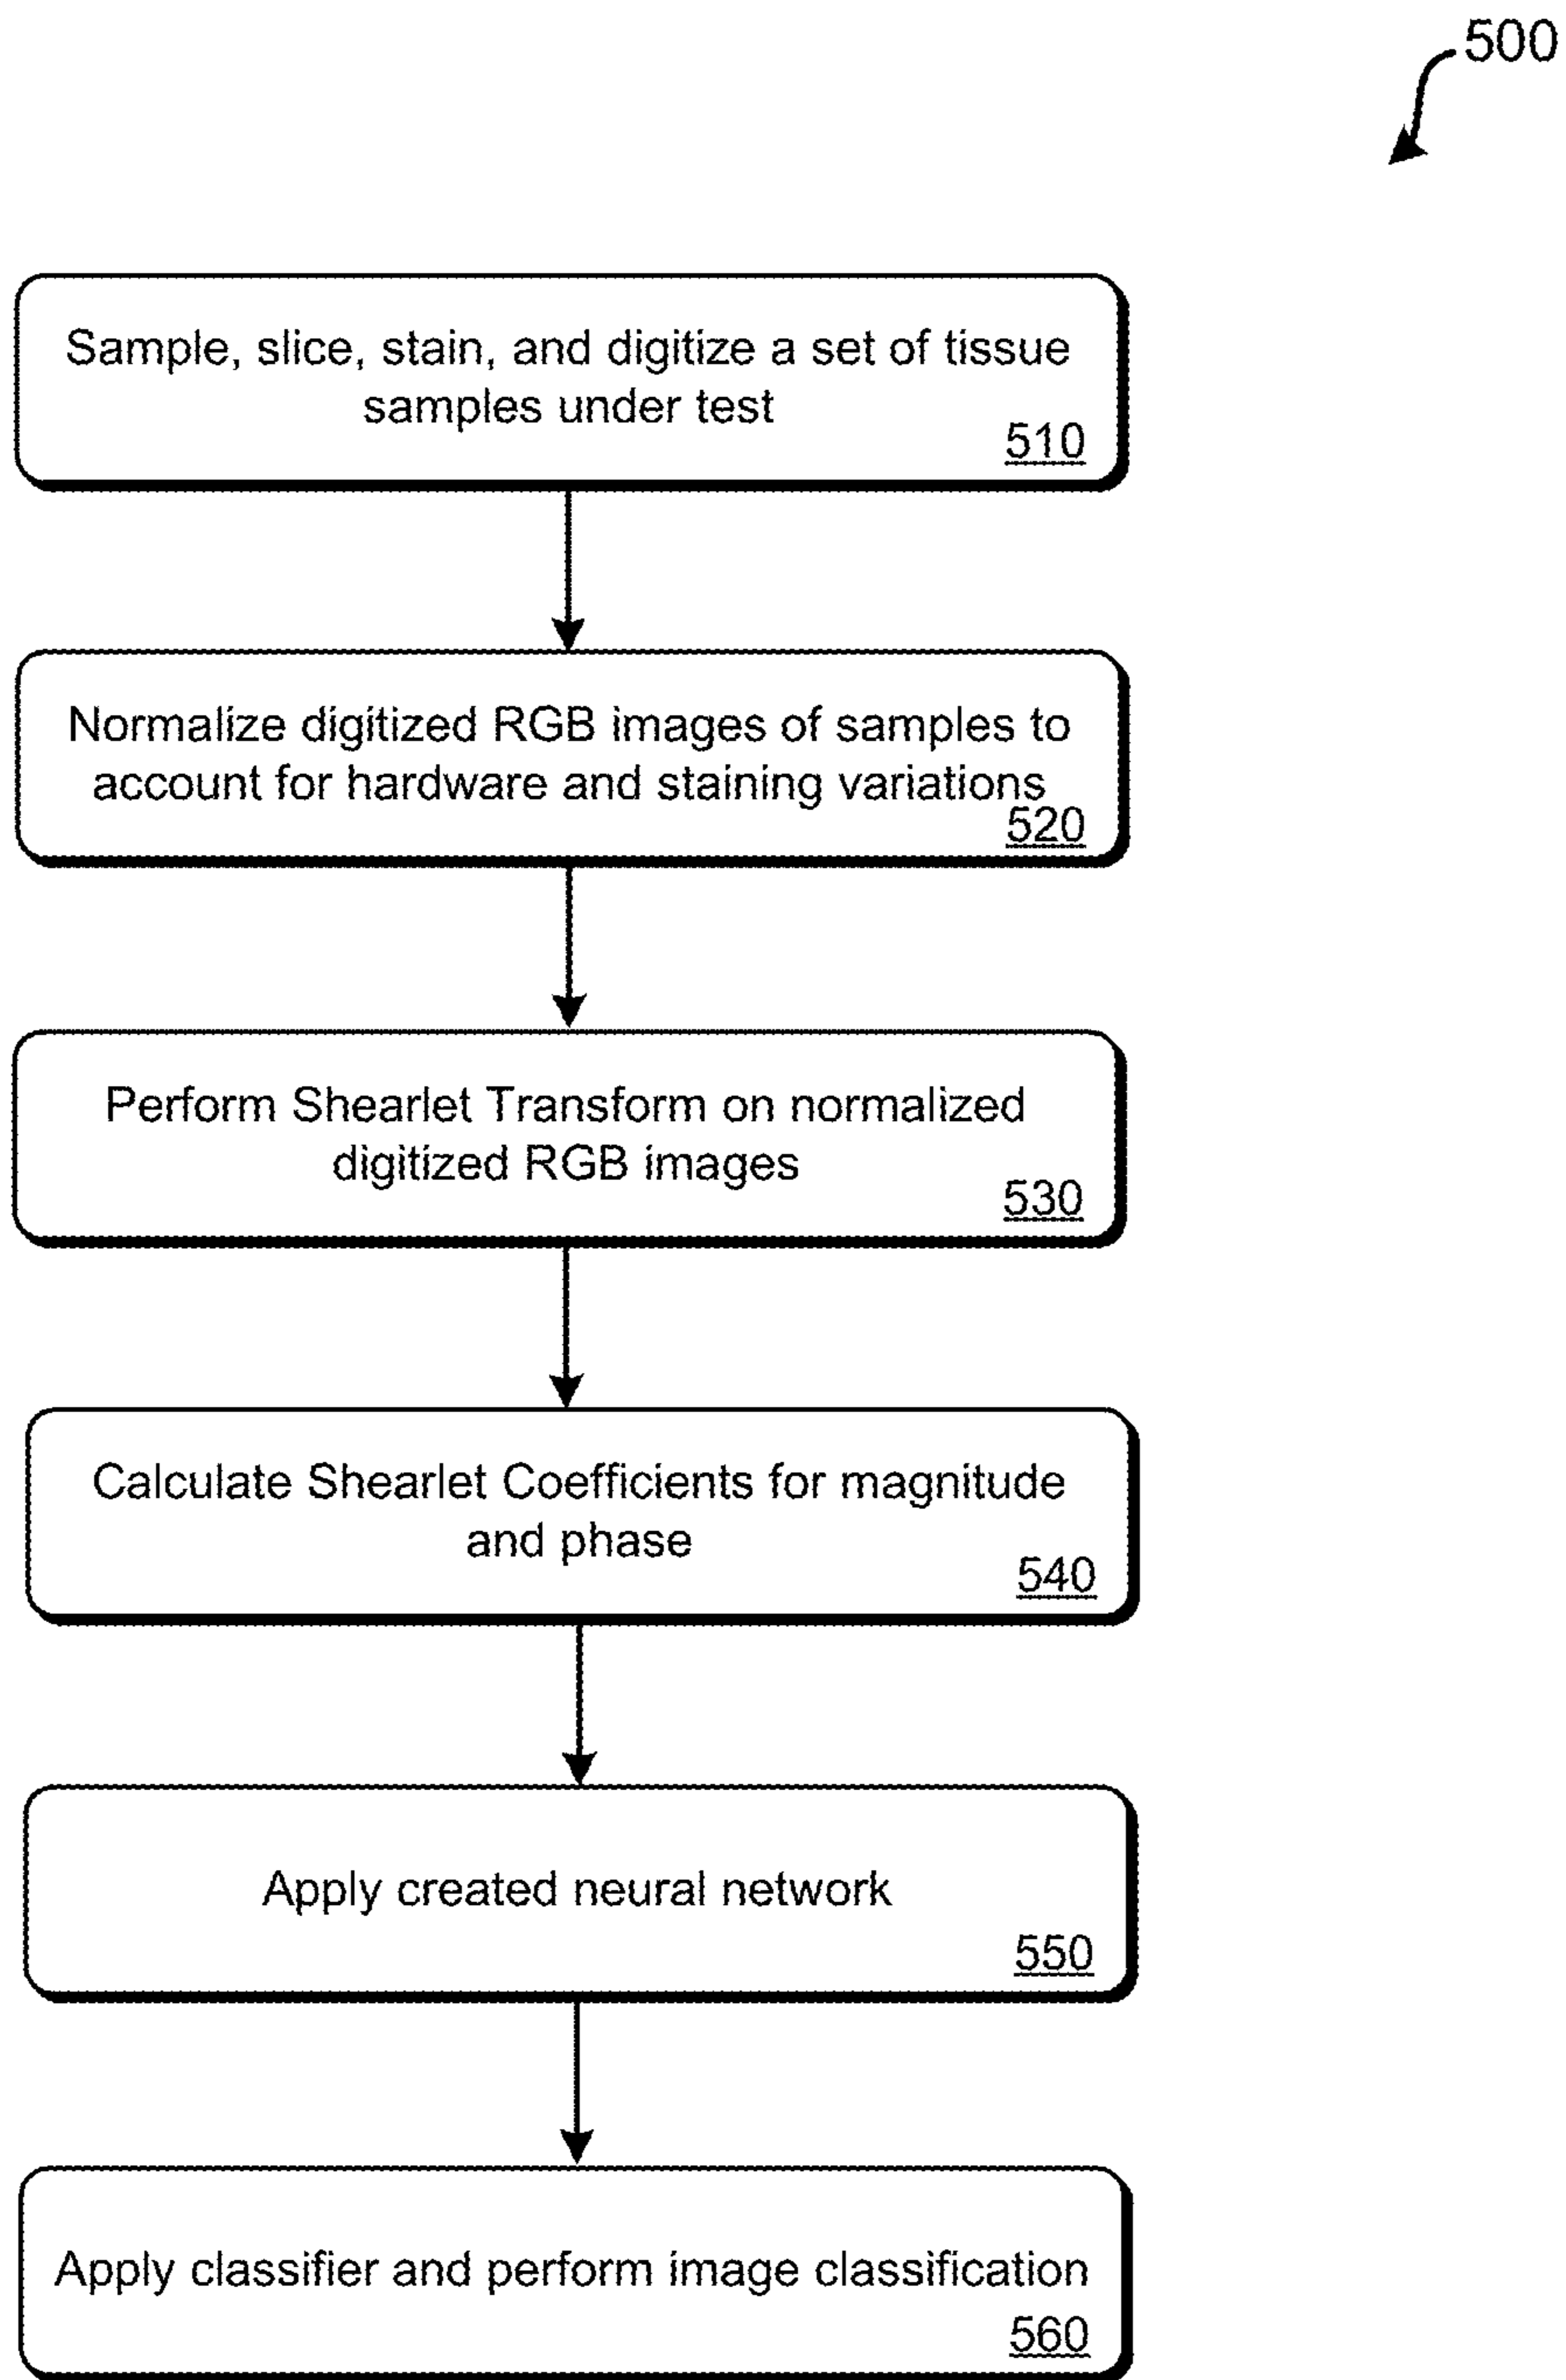 500
Sample, slice, stain, and digitize a set of tissue
samples under test
510
Normalize digitized RGB images of samples to
account for hardware and staining variations
520
Perform Shearlet Transform on normalized
digitized RGB images
530
Calculate Shearlet Coefficients for magnitude
and phase
540
Apply created neural network
550
Apply classifier and perform image classification
560